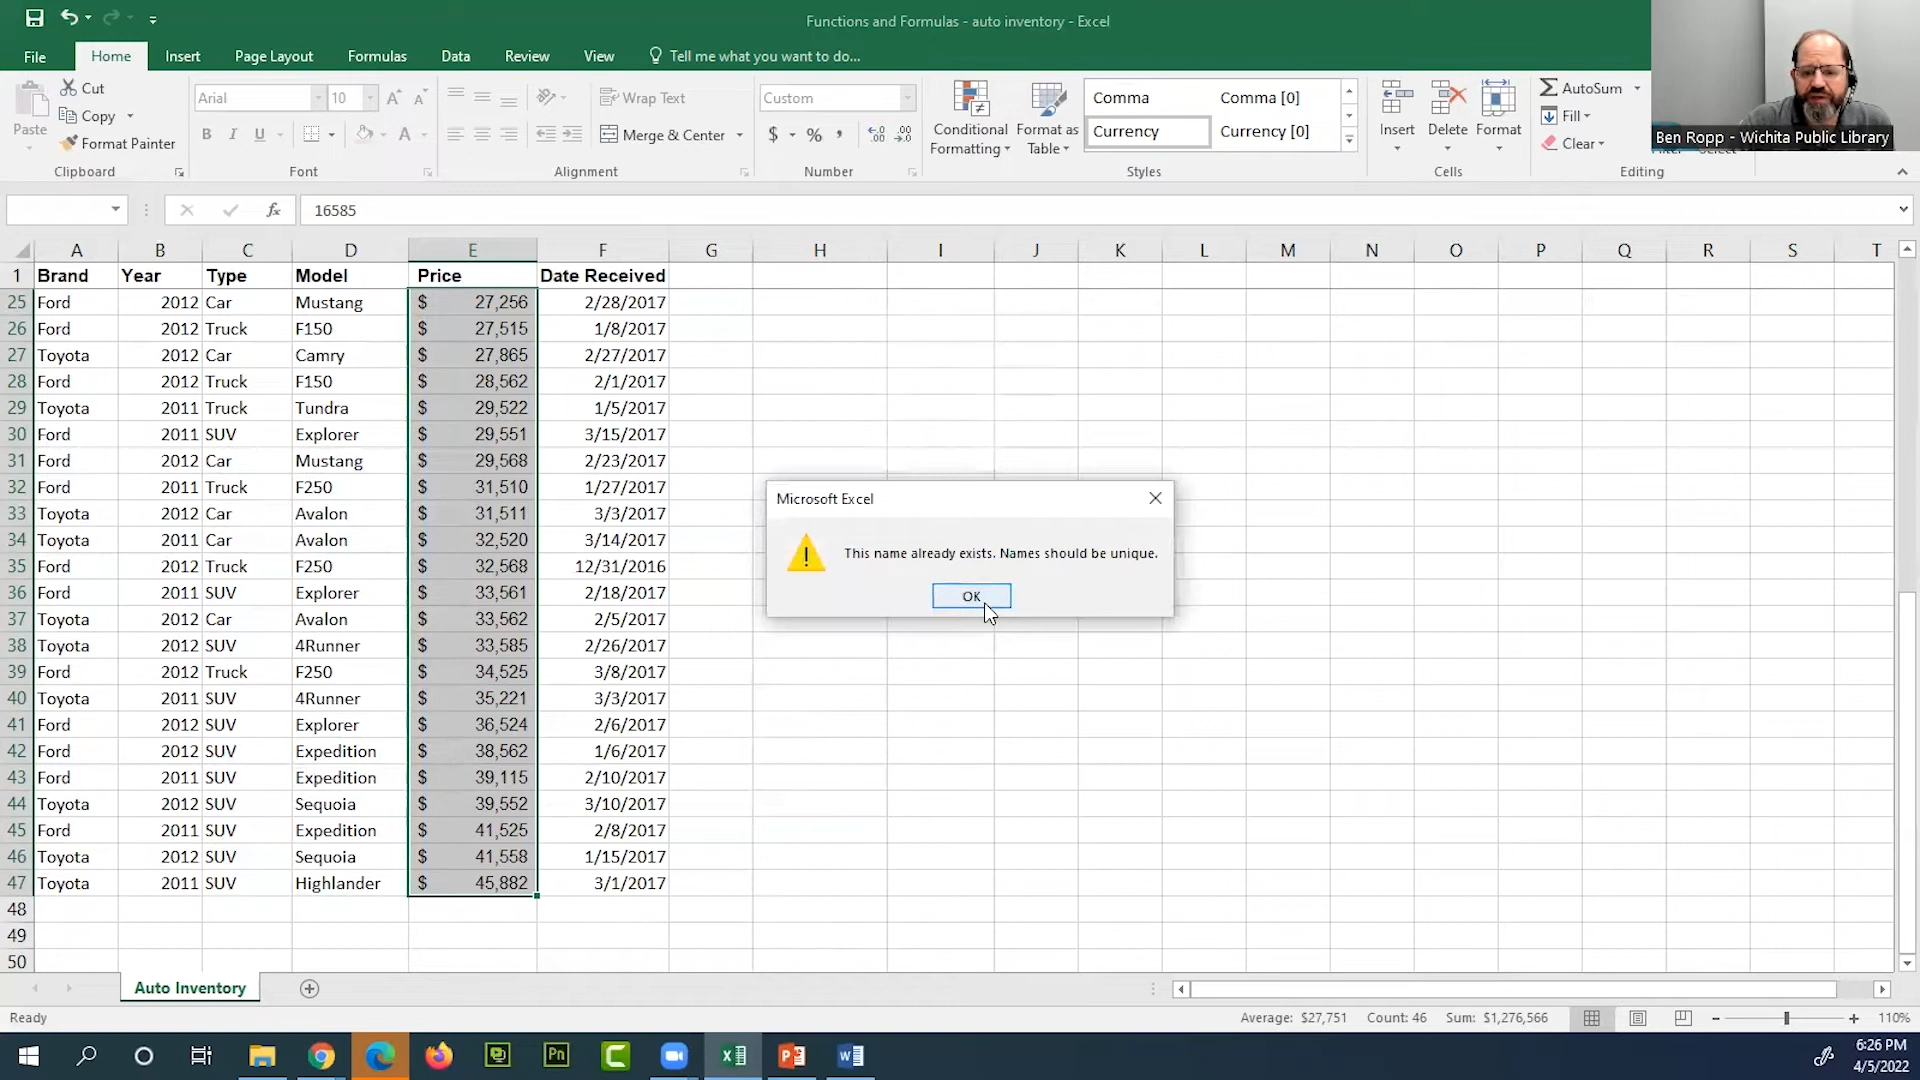 Functions and Formulas - auto inventory - Excel
File Home Insert Page Layout Formulas Data Review View Tell me what you want to do...
Paste
Cut
Copy
Format Painter
Clipboard
Arial 10
B I U
Font
Wrap Text
Merge & Center
Alignment
Custom
$ % ,
Number
Conditional Formatting
Format as Table
Comma Comma [0]
Currency Currency [0]
Styles
Insert Delete Format
Cells
AutoSum
Fill
Clear
Editing
Ben Ropp - Wichita Public Library
fx 16585
A B C D E F G H I J K L M N O P Q R S T
1 Brand Year Type Model Price Date Received
25 Ford 2012 Car Mustang $ 27,256 2/28/2017
26 Ford 2012 Truck F150 $ 27,515 1/8/2017
27 Toyota 2012 Car Camry $ 27,865 2/27/2017
28 Ford 2012 Truck F150 $ 28,562 2/1/2017
29 Toyota 2011 Truck Tundra $ 29,522 1/5/2017
30 Ford 2011 SUV Explorer $ 29,551 3/15/2017
31 Ford 2012 Car Mustang $ 29,568 2/23/2017
32 Ford 2011 Truck F250 $ 31,510 1/27/2017
33 Toyota 2012 Car Avalon $ 31,511 3/3/2017
34 Toyota 2011 Car Avalon $ 32,520 3/14/2017
35 Ford 2012 Truck F250 $ 32,568 12/31/2016
36 Ford 2011 SUV Explorer $ 33,561 2/18/2017
37 Toyota 2012 Car Avalon $ 33,562 2/5/2017
38 Toyota 2012 SUV 4Runner $ 33,585 2/26/2017
39 Ford 2012 Truck F250 $ 34,525 3/8/2017
40 Toyota 2011 SUV 4Runner $ 35,221 3/3/2017
41 Ford 2012 SUV Explorer $ 36,524 2/6/2017
42 Ford 2012 SUV Expedition $ 38,562 1/6/2017
43 Ford 2011 SUV Expedition $ 39,115 2/10/2017
44 Toyota 2012 SUV Sequoia $ 39,552 3/10/2017
45 Ford 2011 SUV Expedition $ 41,525 2/8/2017
46 Toyota 2012 SUV Sequoia $ 41,558 1/15/2017
47 Toyota 2011 SUV Highlander $ 45,882 3/1/2017
48
49
50
Microsoft Excel
This name already exists. Names should be unique.
OK
Auto Inventory
Ready Average: $27,751 Count: 46 Sum: $1,276,566 110%
Pn
6:26 PM
4/5/2022